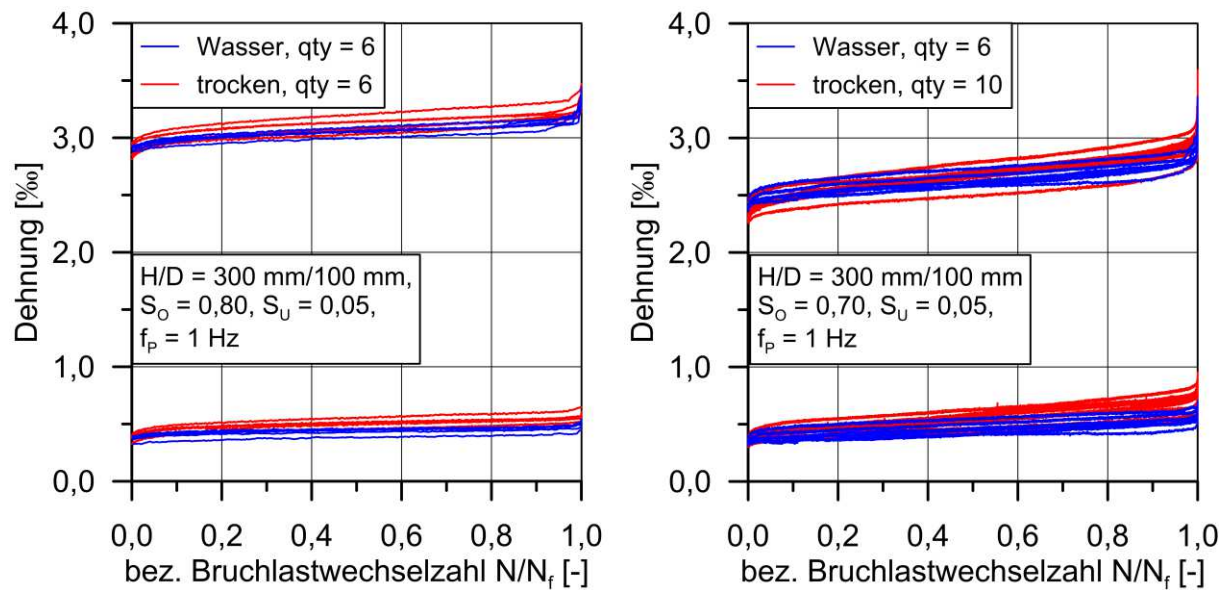 4,0
3,0
2,0
1,0
0,0
Dehnung [‰]
Wasser, qty = 6
trocken, qty = 6
H/D = 300 mm/100 mm,
S_O = 0,80, S_U = 0,05,
f_P = 1 Hz
0,0 0,2 0,4 0,6 0,8 1,0
bez. Bruchlastwechselzahl N/N_f [-]
4,0
3,0
2,0
1,0
0,0
Dehnung [‰]
Wasser, qty = 6
trocken, qty = 10
H/D = 300 mm/100 mm
S_O = 0,70, S_U = 0,05,
f_P = 1 Hz
0,0 0,2 0,4 0,6 0,8 1,0
bez. Bruchlastwechselzahl N/N_f [-]